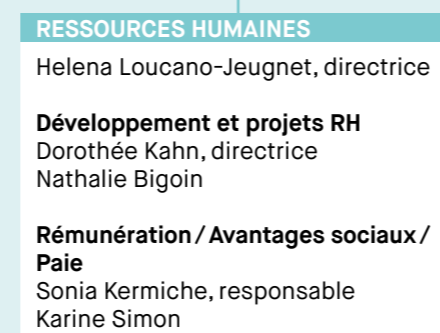 RESSOURCES HUMAINES
Helena Loucano-Jeugnet, directrice
Développement et projets RH
Dorothée Kahn, directrice
Nathalie Bigoin
Rémunération / Avantages sociaux /
Paie
Sonia Kermiche, responsable
Karine Simon